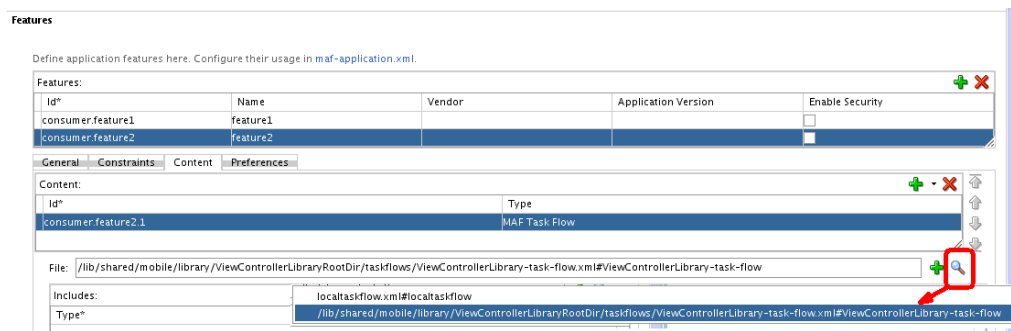 Features
Define application features here. Configure their usage in maf-application.xml.
Features:
Id* Name Vendor Application Version Enable Security
consumer.feature1 feature1
consumer.feature2 feature2
General Constraints Content Preferences
Content:
Id* Type
consumer.feature2.1 MAF Task Flow
File: /lib/shared/mobile/library/ViewControllerLibraryRootDir/taskflows/ViewControllerLibrary-task-flow.xml#ViewControllerLibrary-task-flow
Includes:
localtaskflow.xml#localtaskflow
Type* /lib/shared/mobile/library/ViewControllerLibraryRootDir/taskflows/ViewControllerLibrary-task-flow.xml#ViewControllerLibrary-task-flow